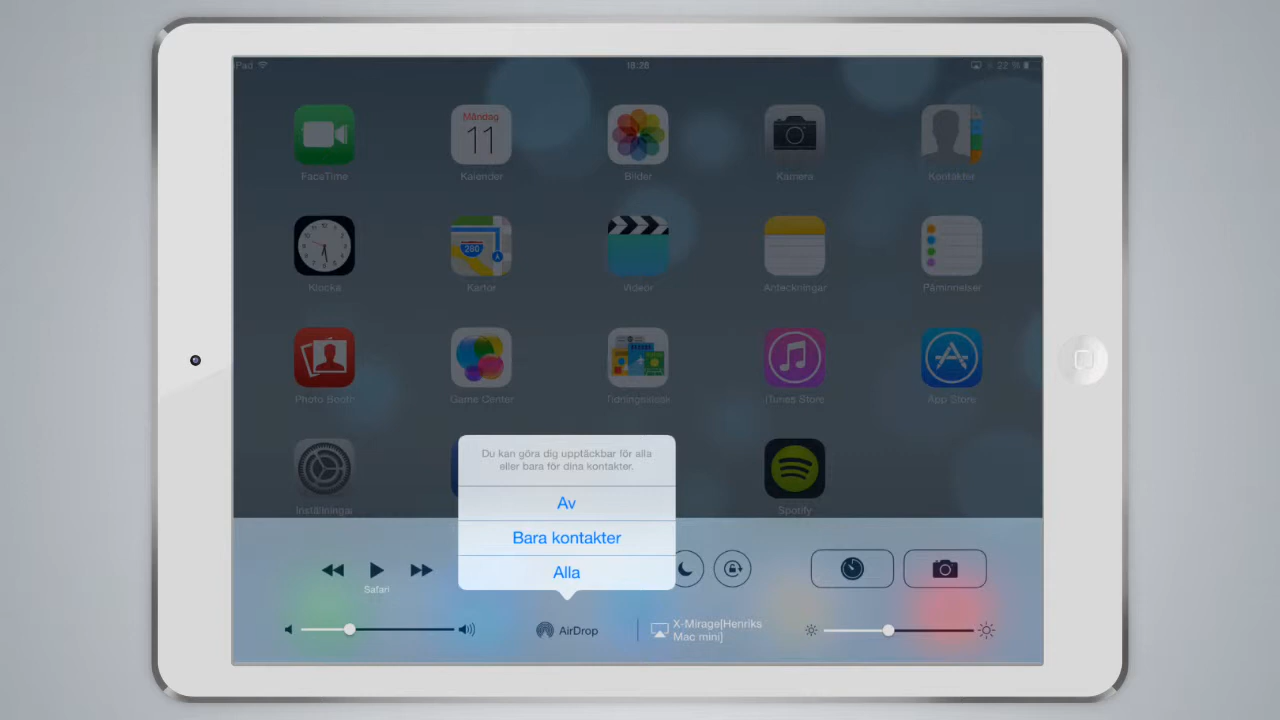 iPad
18:28
22 %
Måndag
11
FaceTime
Kalender
Bilder
Kamera
Kontakter
280
A
Klocka
Kartor
Videor
Anteckningar
Påminnelser
Photo Booth
Game Center
Tidningskiosk
iTunes Store
App Store
Inställningar
Spotify
Du kan göra dig upptäckbar för alla
eller bara för dina kontakter.
Av
Bara kontakter
Alla
Safari
AirDrop
X-Mirage[Henriks
Mac mini]